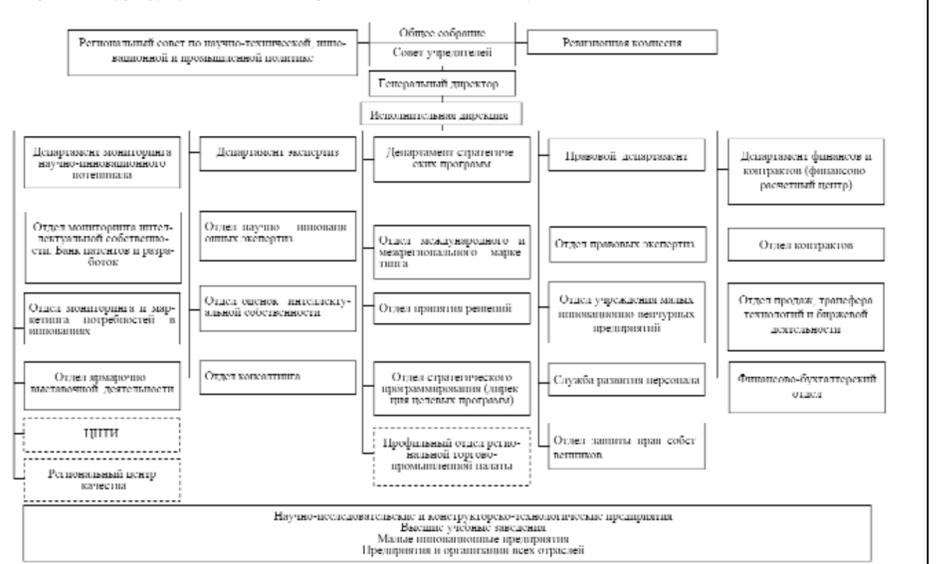 Региональный совет по научно-технической, инно-
вационной и промышленной политике
Общее собрание
Совет учредителей
Ревизионная комиссия
Генеральный директор
Исполнительная дирекция
Департамент мониторинга
научно-инновационного
потенциала
Отдел мониторинга интел-
лектуальной собственно-
сти. Банк патентов и разра-
боток
Отдел мониторинга и мар-
кетинга потребностей в
инновациях
Отдел ярмарочно
выставочной деятельности
ЦНТИ
Региональный центр
качества
Департамент экспертиз
Отдел научно инноваци
онных экспертиз
Отдел оценок интеллекту-
альной собственности
Отдел консалтинга
Департамент стратегиче
ских программ
Отдел международного и
межрегионального марке
тинга
Отдел принятия решений
Отдел стратегического
программирования (дирек
ция целевых программ)
Профильный отдел регио-
нальной торгово-
промышленной палаты
Правовой департамент
Отдел правовых экспертиз
Отдел учреждения малых
инновационно венчурных
предприятий
Служба развития персонала
Отдел защиты прав собст
венников
Департамент финансов и
контрактов (финансово
расчетный центр)
Отдел контрактов
Отдел продаж, трансфера
технологий и биржевой
деятельности
Финансово-бухгалтерский
отдел
Научно-исследовательские и конструкторско-технологические предприятия
Высшие учебные заведения
Малые инновационные предприятия
Предприятия и организации всех отраслей